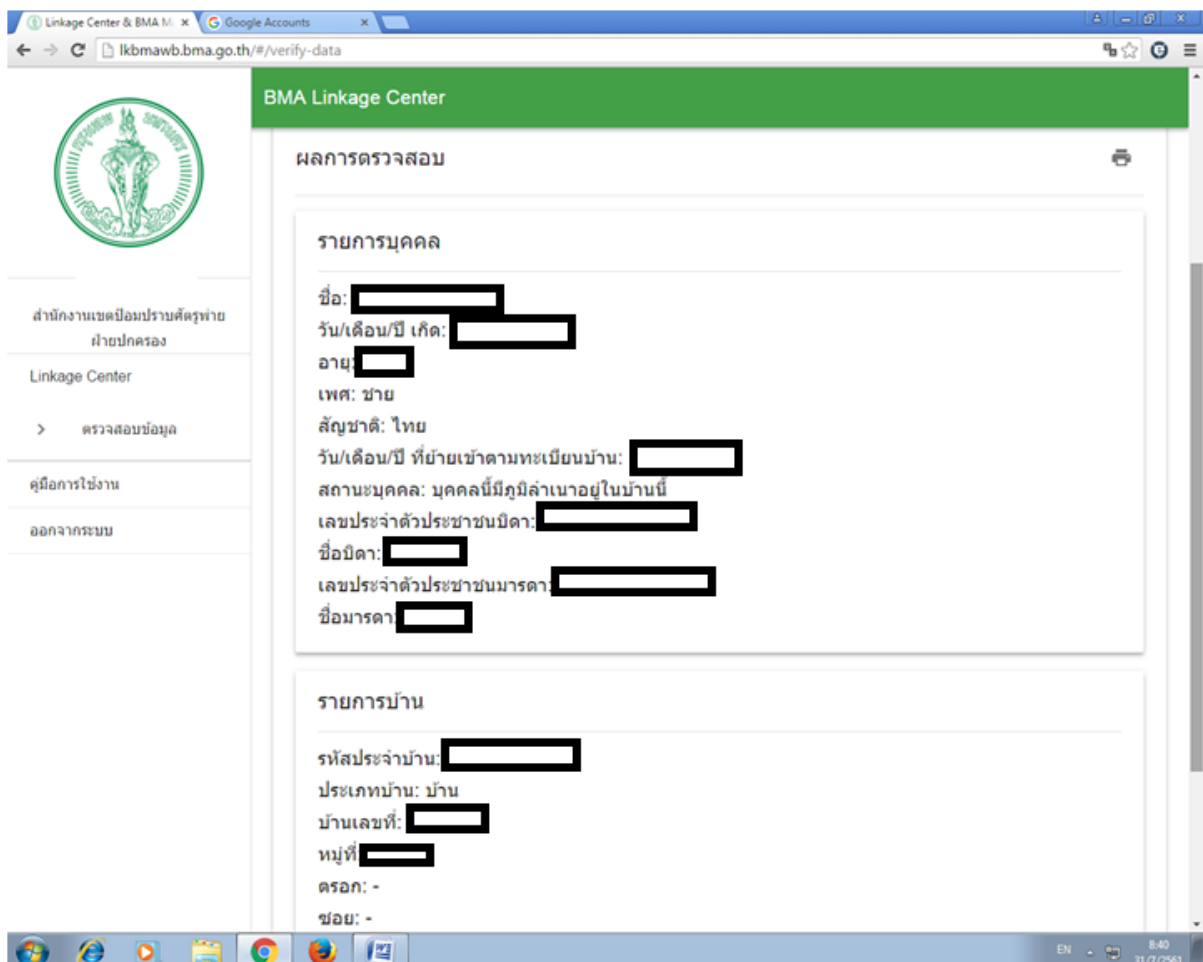 Linkage Center & BMA M
Google Accounts
lkbmawb.bma.go.th/#/verify-data
กรุงเทพ มหานคร
BMA Linkage Center
ผลการตรวจสอบ
สำนักงานเขตป้อมปราบศัตรูพ่าย
ฝ่ายปกครอง
Linkage Center
ตรวจสอบข้อมูล
คู่มือการใช้งาน
ออกจากระบบ
รายการบุคคล
ชื่อ:
วัน/เดือน/ปี เกิด:
อายุ:
เพศ: ชาย
สัญชาติ: ไทย
วัน/เดือน/ปี ที่ย้ายเข้าตามทะเบียนบ้าน:
สถานะบุคคล: บุคคลนี้มีภูมิลำเนาอยู่ในบ้านนี้
เลขประจำตัวประชาชนบิดา:
ชื่อบิดา:
เลขประจำตัวประชาชนมารดา:
ชื่อมารดา:
รายการบ้าน
รหัสประจำบ้าน:
ประเภทบ้าน: บ้าน
บ้านเลขที่:
หมู่ที่:
ตรอก: -
ซอย: -
EN
8:40
31/7/2561